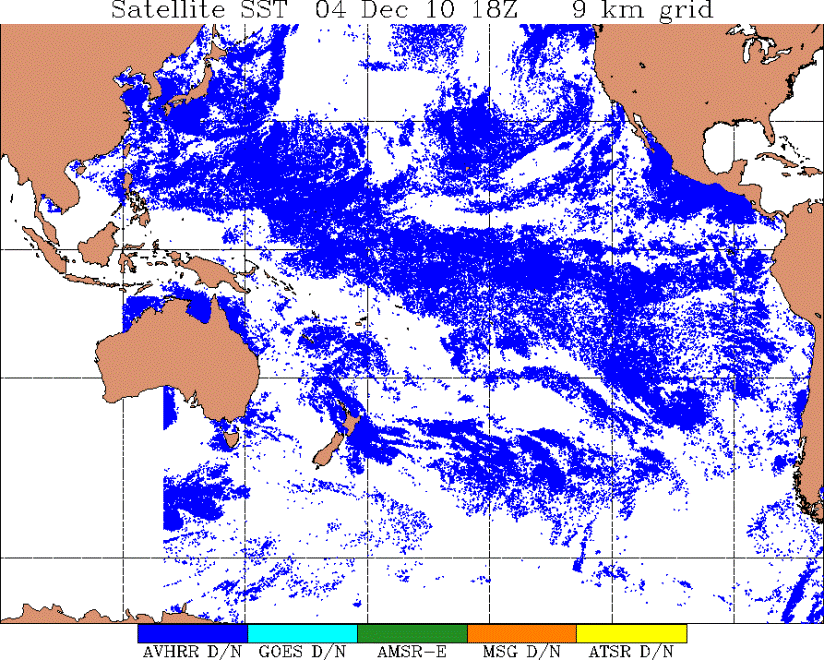 Satellite SST 04 Dec 10 18Z 9 km grid
AVHRR D/N GOES D/N AMSR-E MSG D/N ATSR D/N